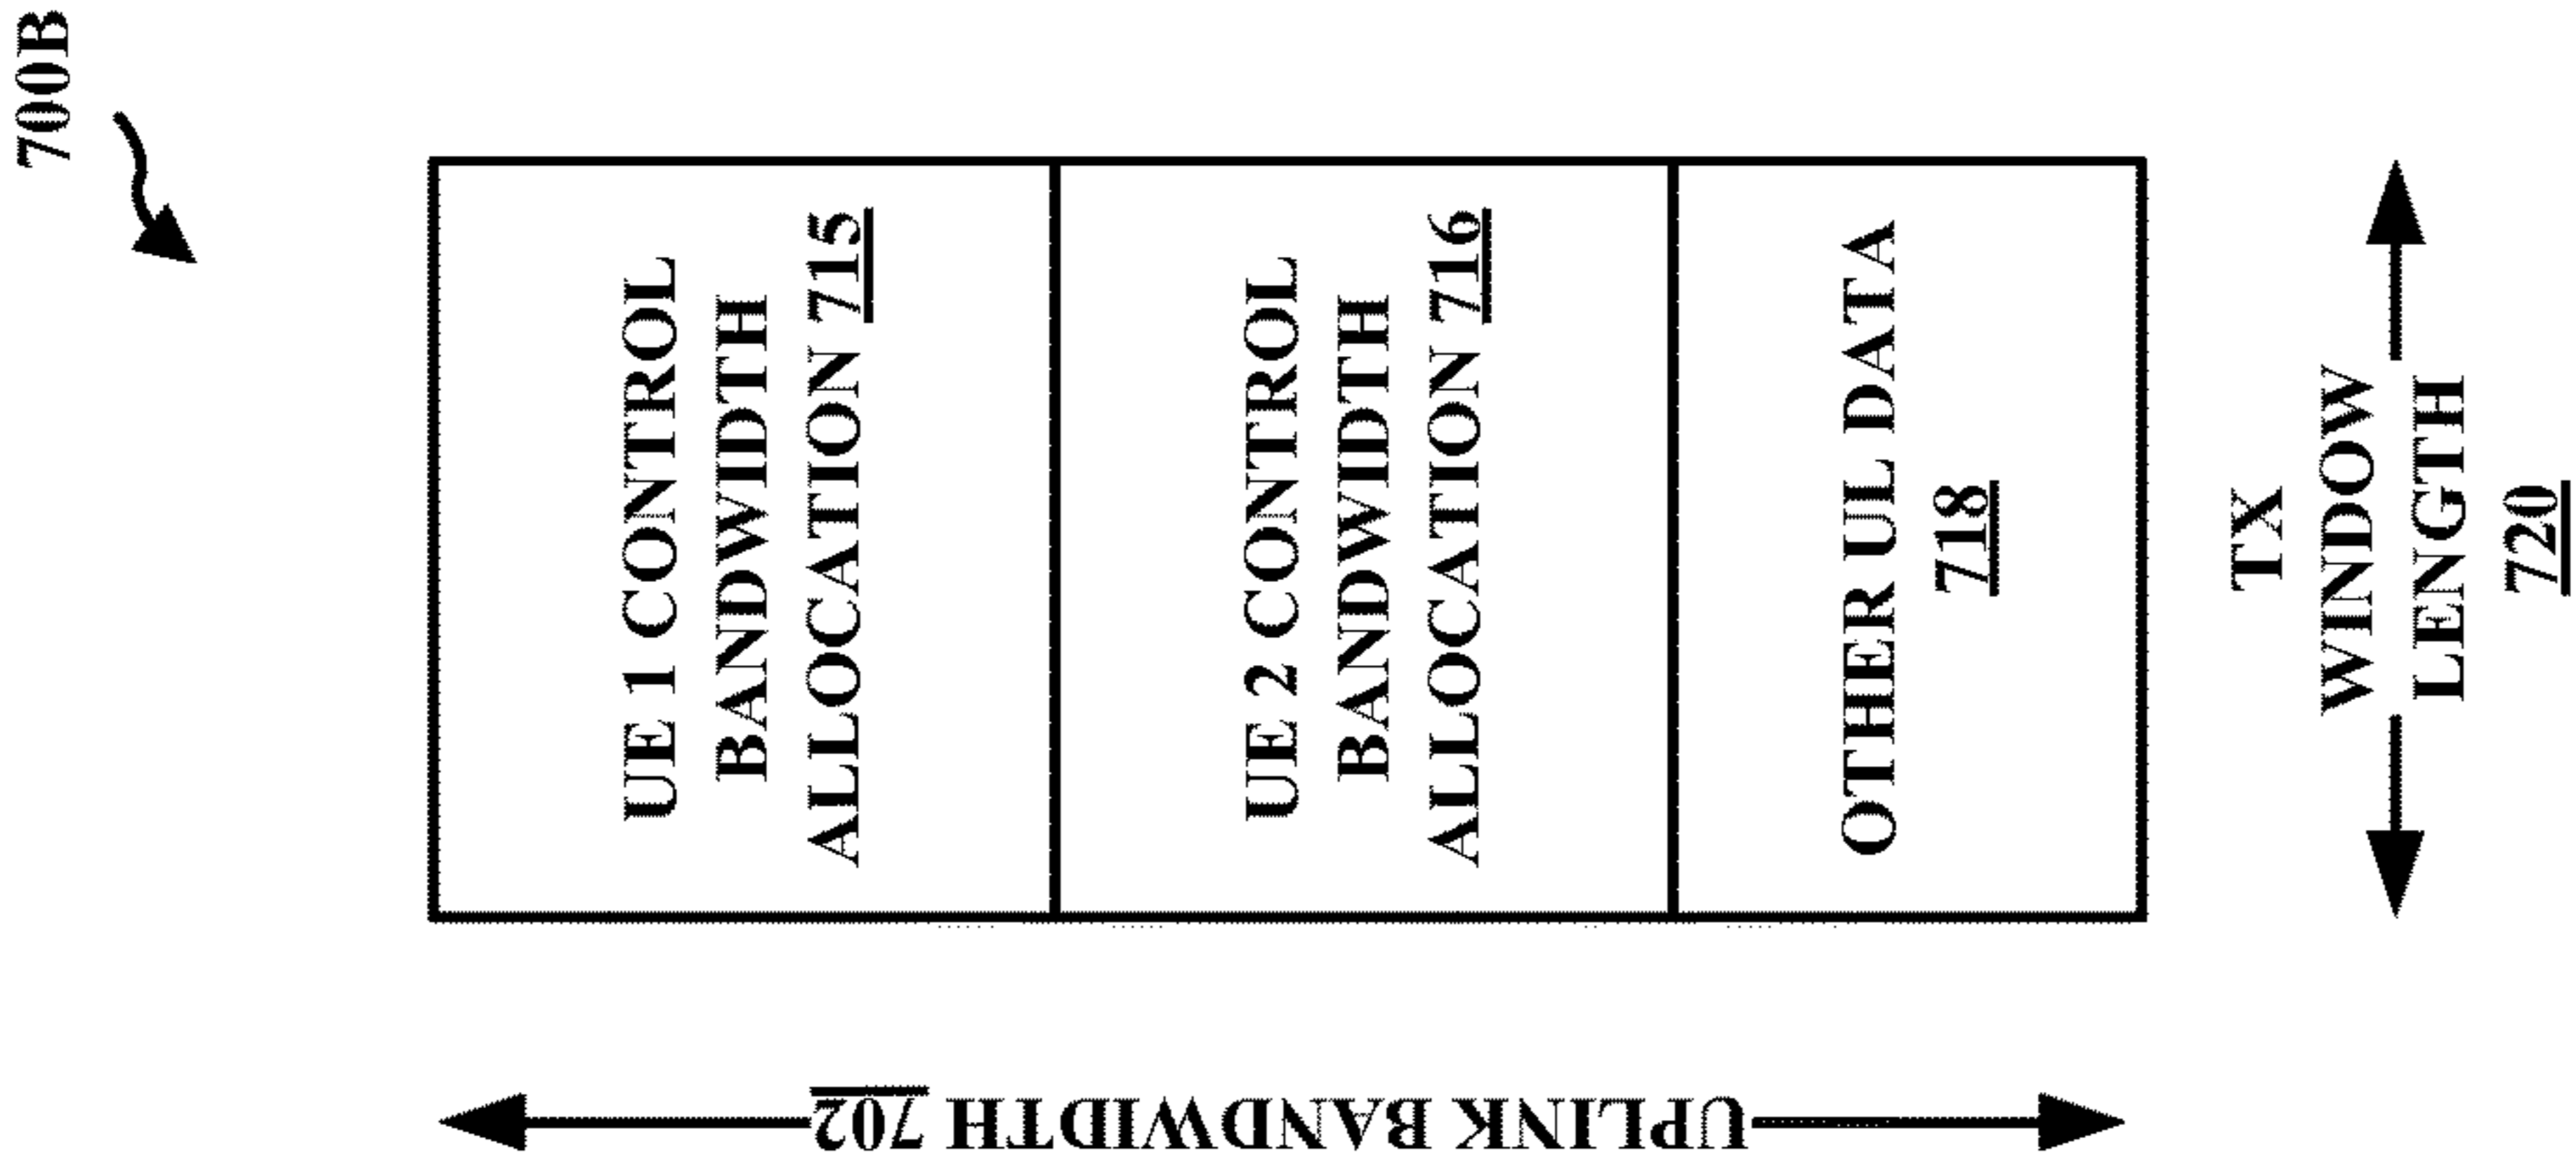 700B
UE 1 CONTROL
BANDWIDTH
ALLOCATION 715
UE 2 CONTROL
BANDWIDTH
ALLOCATION 716
OTHER UL DATA
718
UPLINK BANDWIDTH 702
TX
WINDOW
LENGTH
720